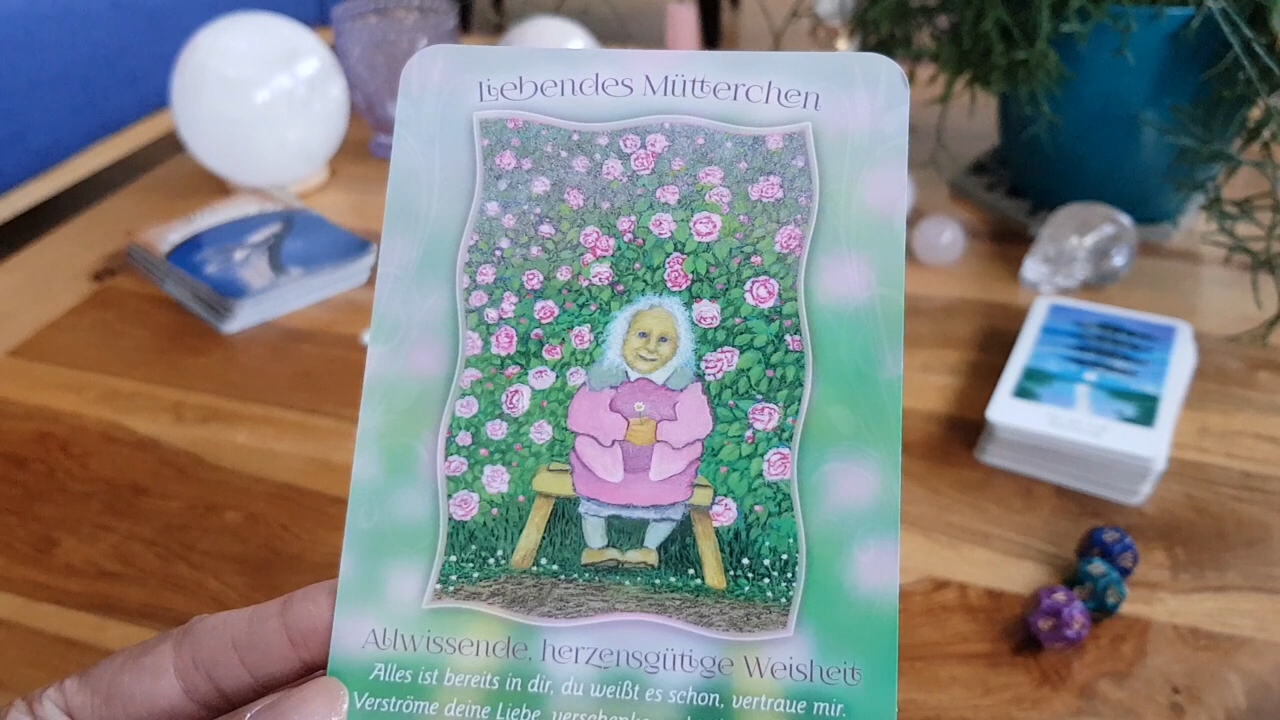 Liebendes Mütterchen
Allwissende, herzensgütige Weisheit
Alles ist bereits in dir, du weißt es schon, vertraue mir.
Verströme deine Liebe,